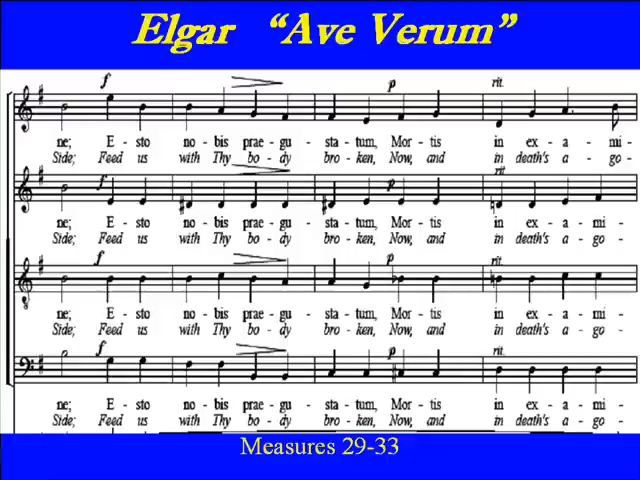 Elgar “Ave Verum”
f p rit.
ne; E - sto no - bis prae - gu - sta - tum, Mor - tis in ex - a - mi -
Side; Feed us with Thy bo - dy bro - ken, Now, and in death's a - go -
f p rit
ne; E - sto no - bis prae - gu - sta - tum, Mor - tis in ex - a - mi -
Side; Feed us with Thy bo - dy bro - ken, Now, and in death's a - go -
f p rit.
8
ne; E - sto no - bis prae - gu - sta - tum, Mor - tis in ex - a - mi -
Side; Feed us with Thy bo - dy bro - ken, Now, and in death's a - go -
f p rit.
ne; E - sto no - bis prae - gu - sta - tum, Mor - tis in ex - a - mi -
Side; Feed us with Thy bo - dy bro - ken, Now, and in death's a - go -
Measures 29-33